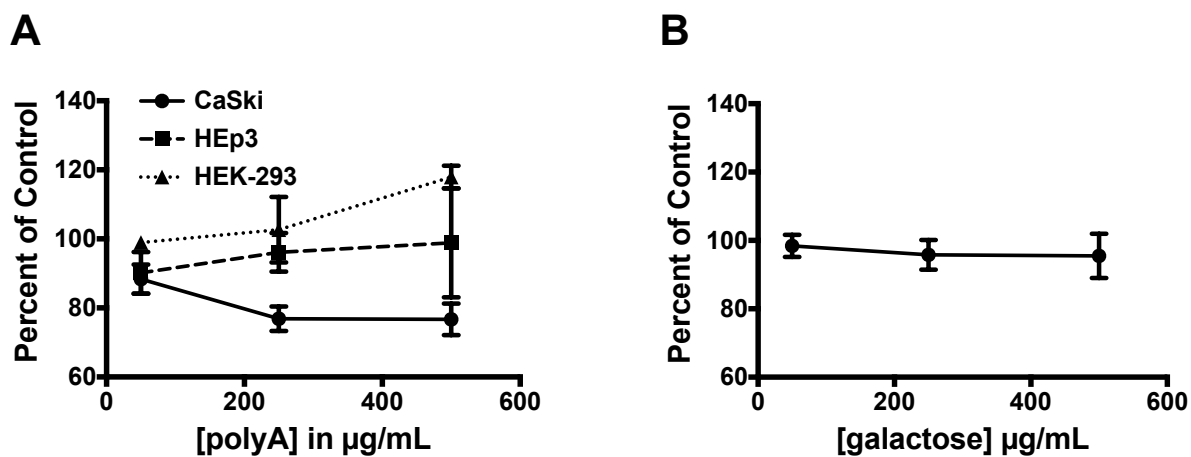 A
B
CaSki
HEp3
HEK-293
Percent of Control
140
120
100
80
60
0
200
400
600
[polyA] in µg/mL
Percent of Control
140
120
100
80
60
0
200
400
600
[galactose] µg/mL